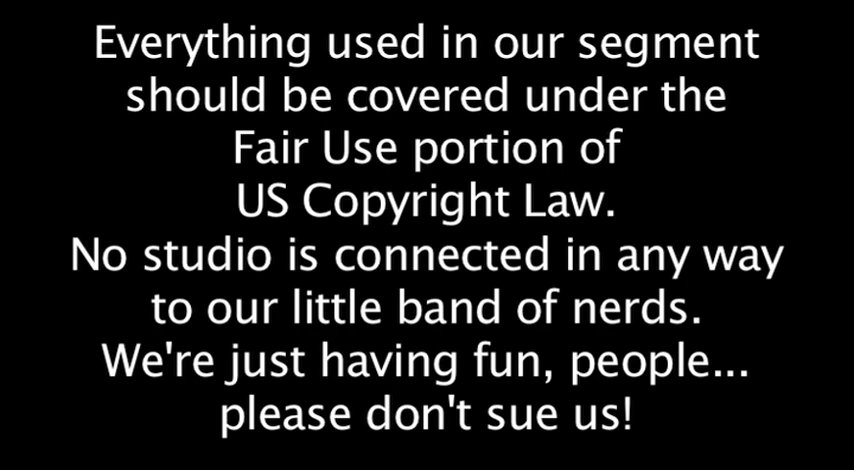 Everything used in our segment
should be covered under the
Fair Use portion of
US Copyright Law.
No studio is connected in any way
to our little band of nerds.
We're just having fun, people...
please don't sue us!